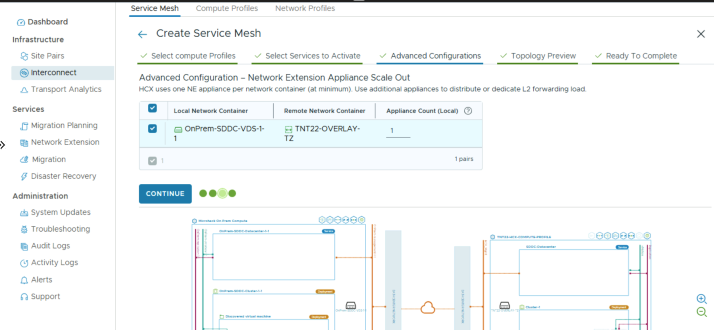 Service Mesh
Compute Profiles
Network Profiles
Dashboard
Infrastructure
Site Pairs
Interconnect
Transport Analytics
Services
Migration Planning
Network Extension
Migration
Disaster Recovery
Administration
System Updates
Troubleshooting
Audit Logs
Activity Logs
Alerts
Support
Create Service Mesh
Select compute Profiles
Select Services to Activate
Advanced Configurations
Topology Preview
Ready To Complete
Advanced Configuration – Network Extension Appliance Scale Out
HCX uses one NE appliance per network container (at minimum). Use additional appliances to distribute or dedicate L2 forwarding load.
Local Network Container
Remote Network Container
Appliance Count (Local)
OnPrem-SDDC-VDS-1-
1
TNT22-OVERLAY-
TZ
1
1
1 pairs
CONTINUE